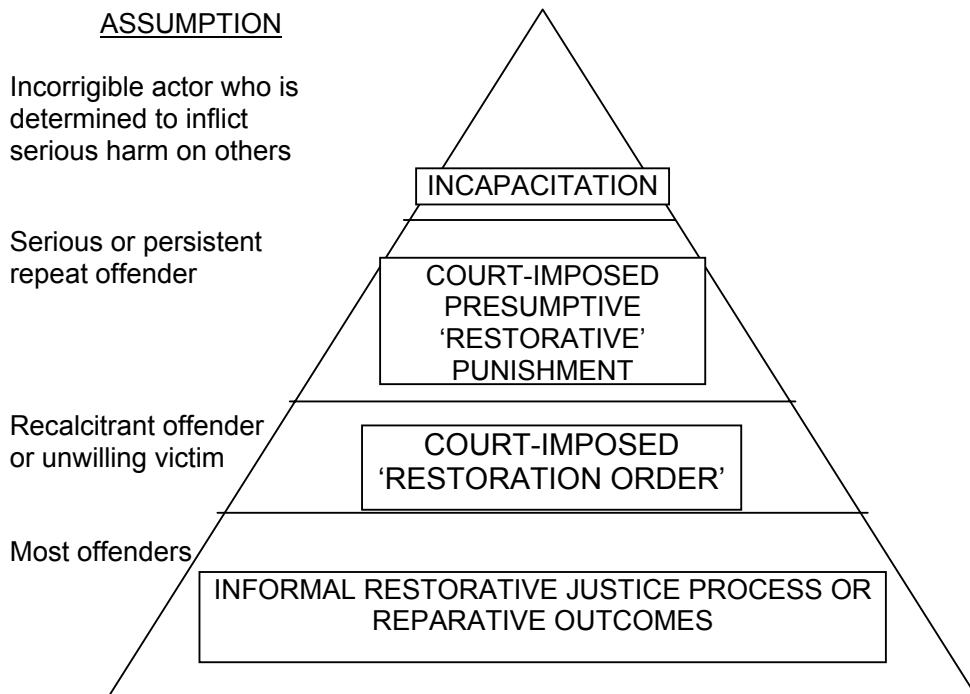 ASSUMPTION
Incorrigible actor who is
determined to inflict
serious harm on others
INCAPACITATION
Serious or persistent
repeat offender
COURT-IMPOSED
PRESUMPTIVE
‘RESTORATIVE’
PUNISHMENT
Recalcitrant offender
or unwilling victim
COURT-IMPOSED
‘RESTORATION ORDER’
Most offenders
INFORMAL RESTORATIVE JUSTICE PROCESS OR
REPARATIVE OUTCOMES